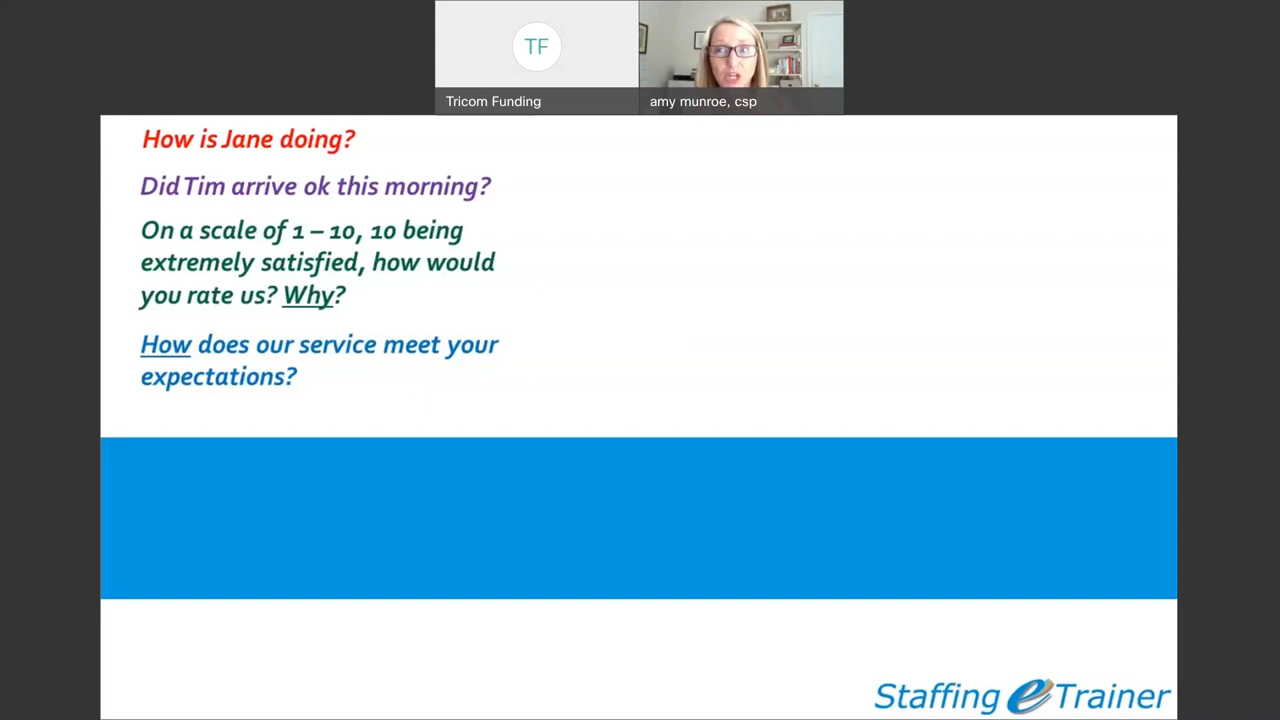 TF
Tricom Funding
amy munroe, csp
How is Jane doing?
Did Tim arrive ok this morning?
On a scale of 1 – 10, 10 being
extremely satisfied, how would
you rate us? Why?
How does our service meet your
expectations?
Staffing eTrainer